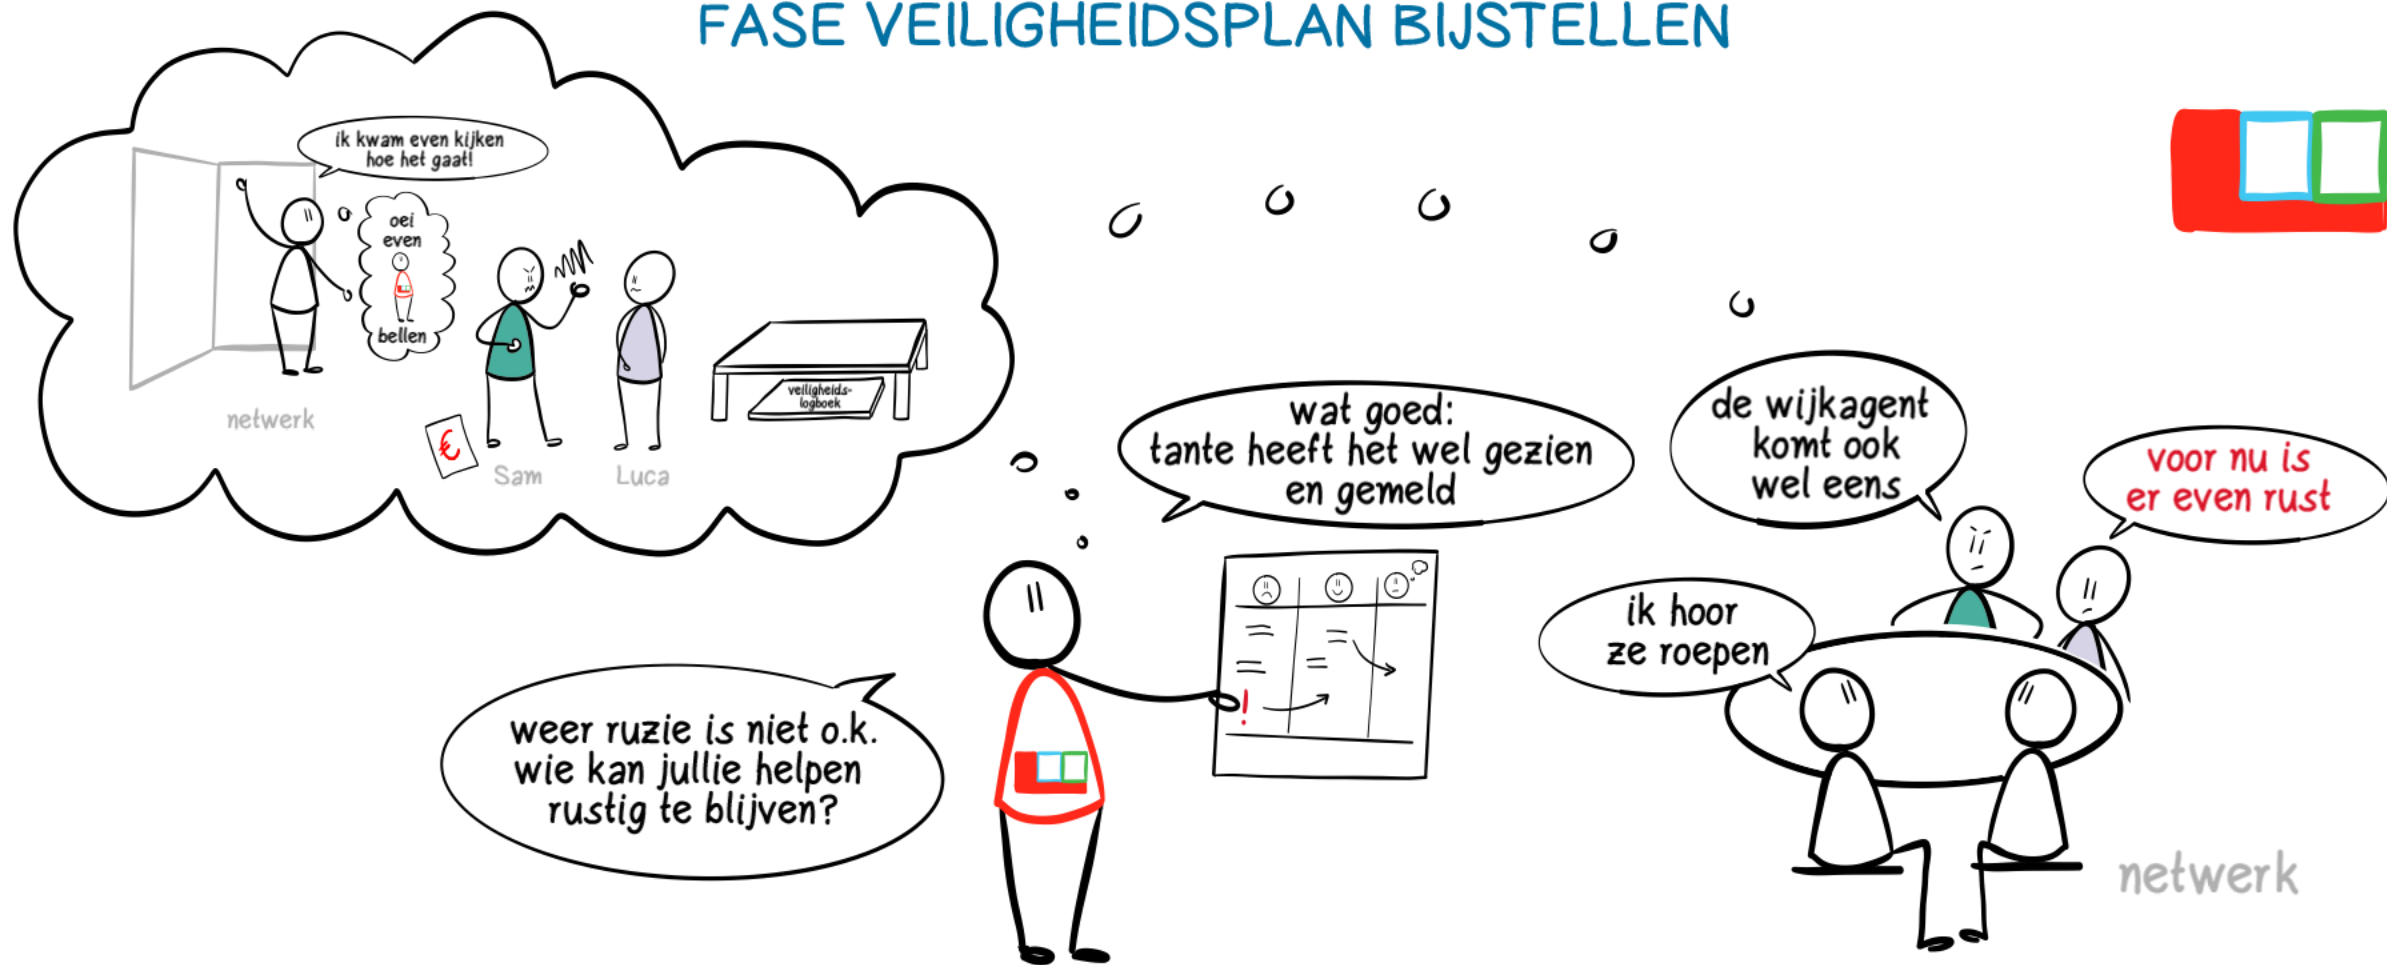 FASE VEILIGHEIDSPLAN BIJSTELLEN
ik kwam even kijken
hoe het gaat!
oei
even
bellen
netwerk
€
Sam
Luca
veiligheids-
logboek
wat goed:
tante heeft het wel gezien
en gemeld
de wijkagent
komt ook
wel eens
voor nu is
er even rust
ik hoor
ze roepen
weer ruzie is niet o.k.
wie kan jullie helpen
rustig te blijven?
!
netwerk